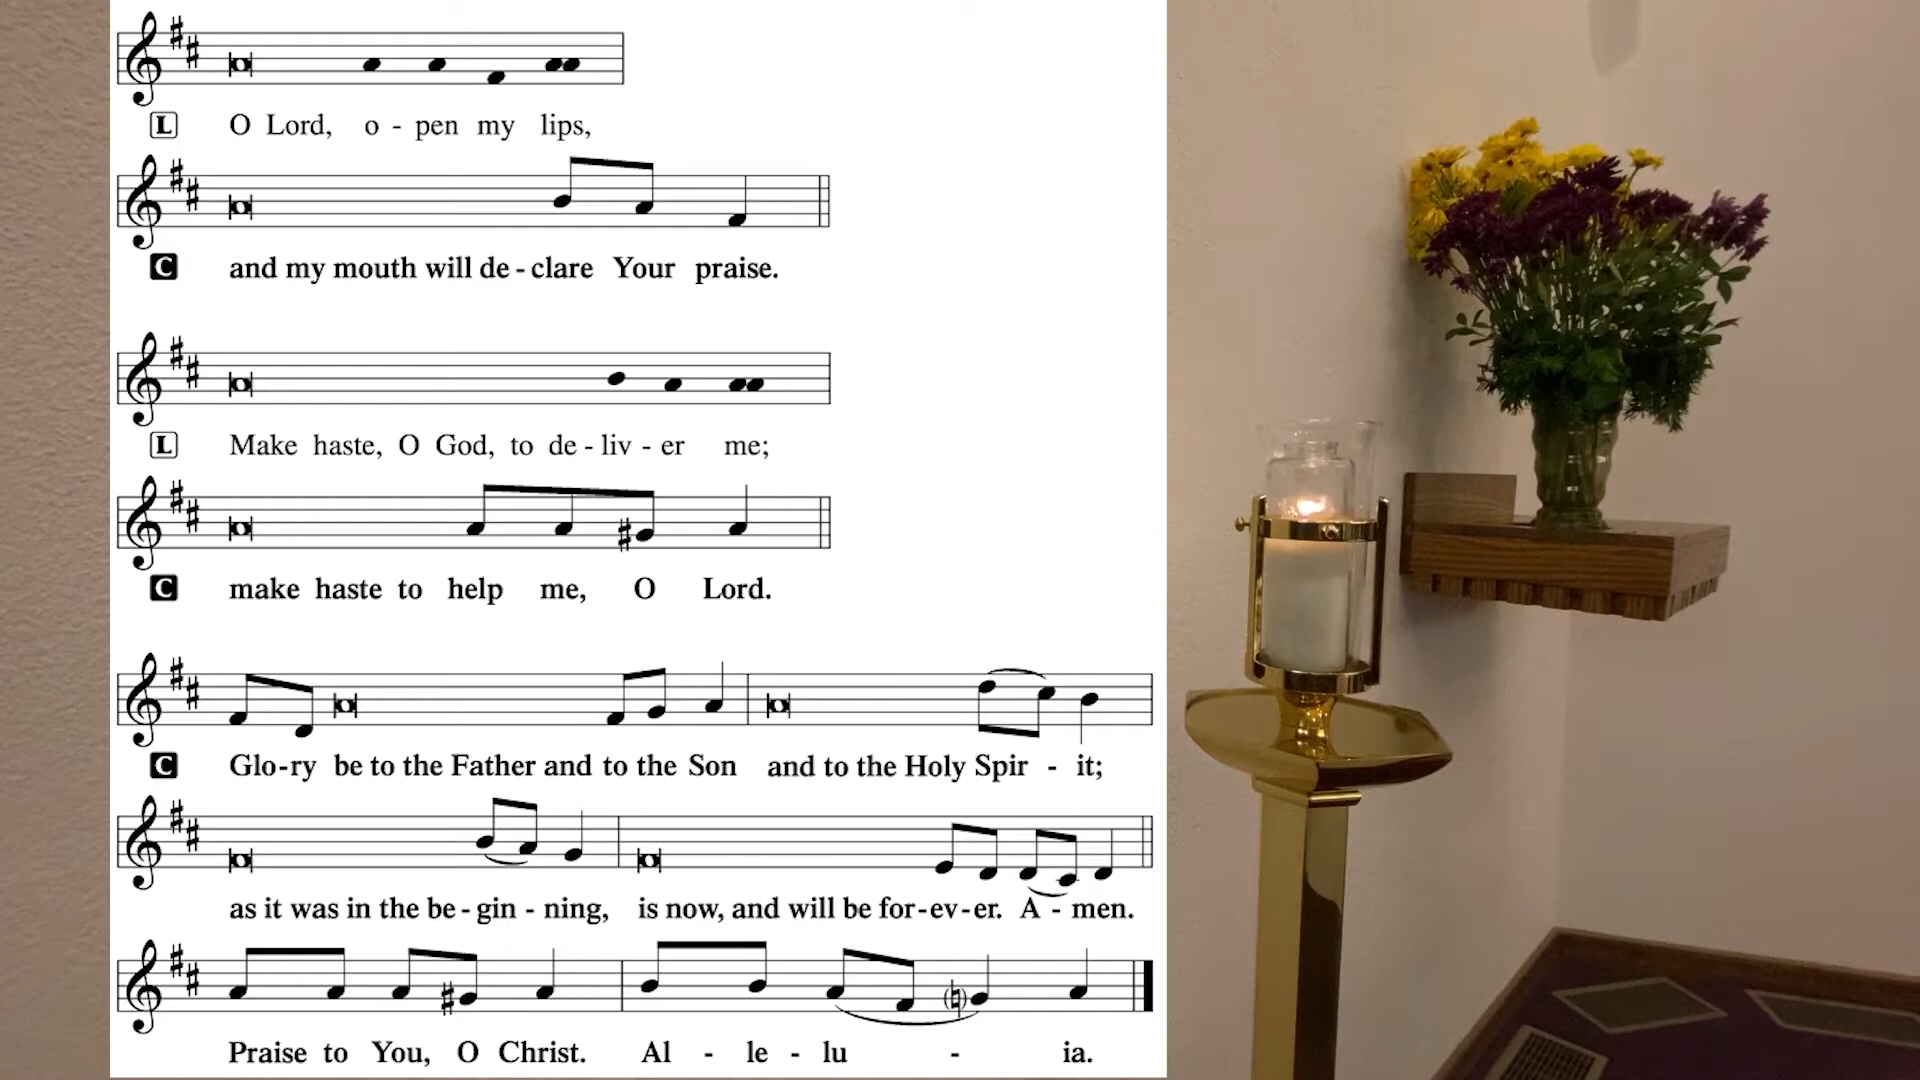 L O Lord, o - pen my lips,
C and my mouth will de - clare Your praise.
L Make haste, O God, to de - liv - er me;
C make haste to help me, O Lord.
C Glo-ry be to the Father and to the Son and to the Holy Spir - it;
as it was in the be - gin - ning, is now, and will be for-ev-er. A - men.
Praise to You, O Christ. Al - le - lu - ia.